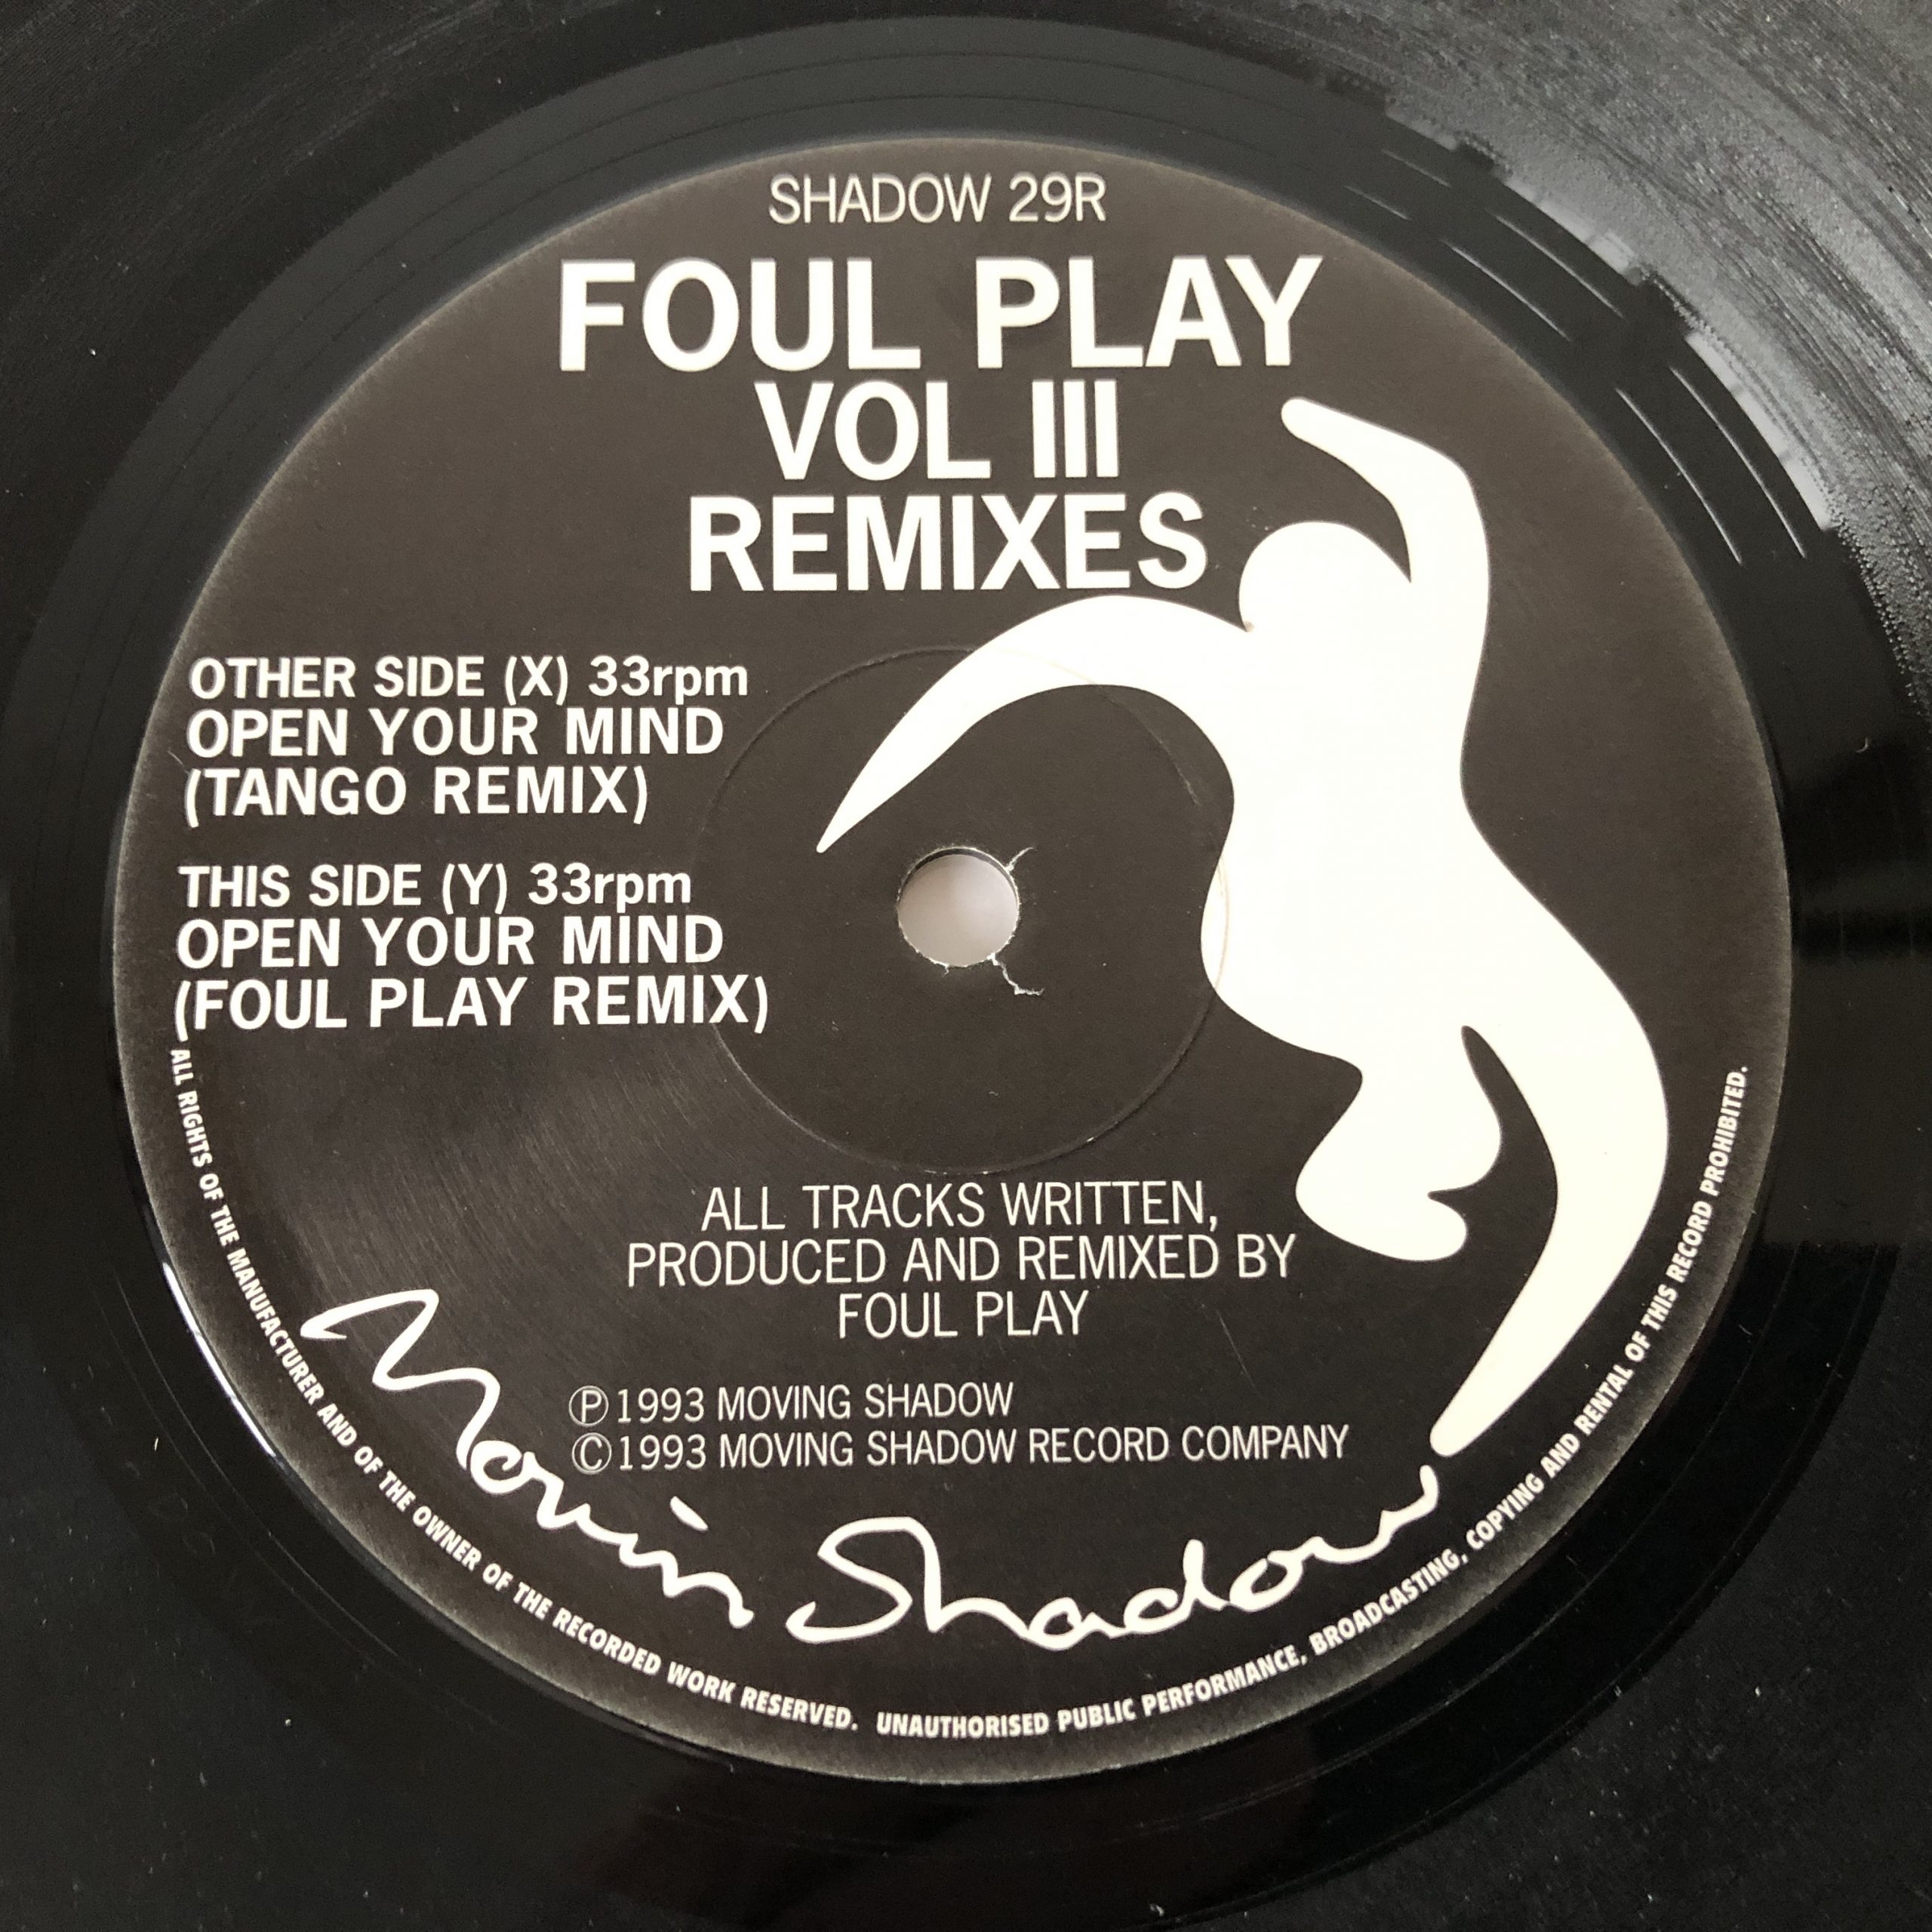 SHADOW 29R
FOUL PLAY
VOL III
REMIXES
OTHER SIDE (X) 33rpm
OPEN YOUR MIND
(TANGO REMIX)
THIS SIDE (Y) 33rpm
OPEN YOUR MIND
(FOUL PLAY REMIX)
ALL TRACKS WRITTEN,
PRODUCED AND REMIXED BY
FOUL PLAY
Ⓟ1993 MOVING SHADOW
©1993 MOVING SHADOW RECORD COMPANY
Movin Shadow
ALL RIGHTS OF THE MANUFACTURER AND OF THE OWNER OF THE RECORDED WORK RESERVED. UNAUTHORISED PUBLIC PERFORMANCE, BROADCASTING, COPYING AND RENTAL OF THIS RECORD PROHIBITED.